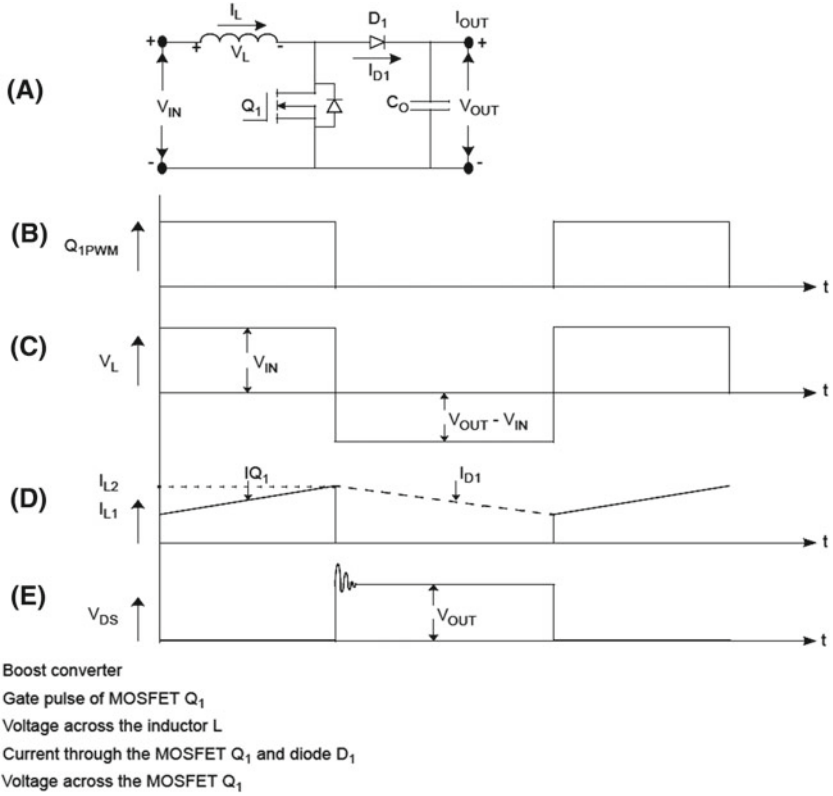 I_L D_1 I_OUT
+ + - +
V_L I_D1
(A) V_IN Q_1 C_O V_OUT
- -
(B) Q_1PWM t
(C) V_L V_IN t
V_OUT - V_IN
I_L2 IQ_1 I_D1
(D) I_L1 t
(E) V_DS V_OUT t
Boost converter
Gate pulse of MOSFET Q_1
Voltage across the inductor L
Current through the MOSFET Q_1 and diode D_1
Voltage across the MOSFET Q_1